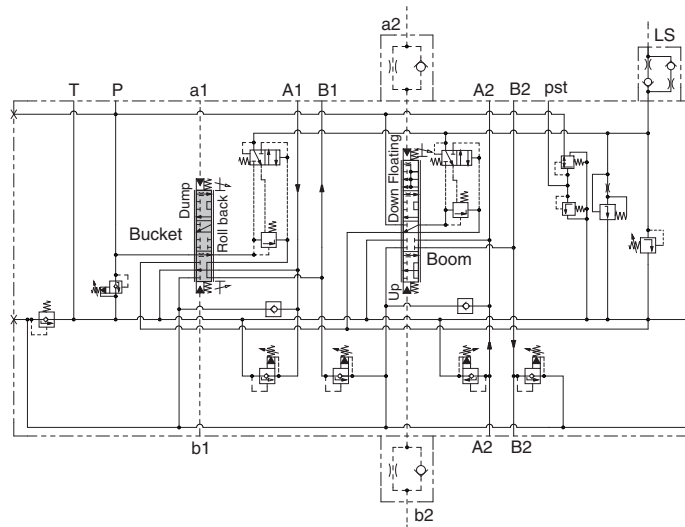 a2
LS
T P a1 A1 B1 A2 B2 pst
Dump
Roll back
Bucket
Down Floating
Up
Boom
b1
A2 B2
b2